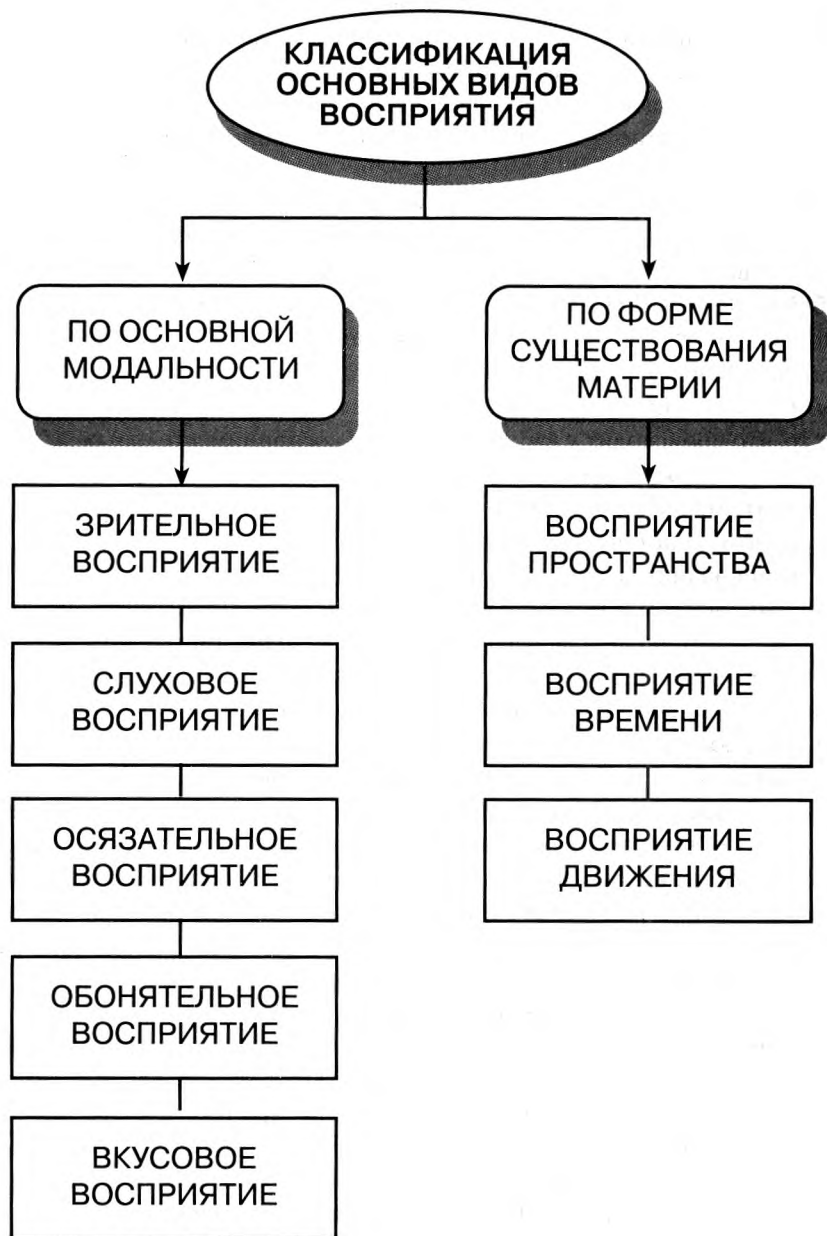 КЛАССИФИКАЦИЯ
ОСНОВНЫХ ВИДОВ
ВОСПРИЯТИЯ
ПО ОСНОВНОЙ
МОДАЛЬНОСТИ
ЗРИТЕЛЬНОЕ
ВОСПРИЯТИЕ
СЛУХОВОЕ
ВОСПРИЯТИЕ
ОСЯЗАТЕЛЬНОЕ
ВОСПРИЯТИЕ
ОБОНЯТЕЛЬНОЕ
ВОСПРИЯТИЕ
ВКУСОВОЕ
ВОСПРИЯТИЕ
ПО ФОРМЕ
СУЩЕСТВОВАНИЯ
МАТЕРИИ
ВОСПРИЯТИЕ
ПРОСТРАНСТВА
ВОСПРИЯТИЕ
ВРЕМЕНИ
ВОСПРИЯТИЕ
ДВИЖЕНИЯ